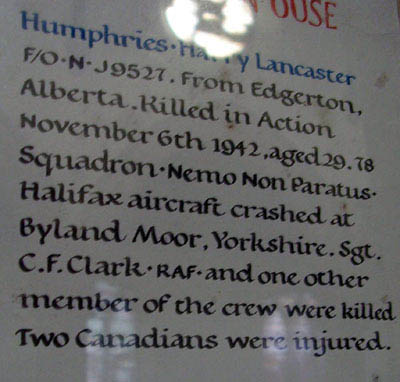 OUSE
Humphries · Harry Lancaster
F/O · N · J9527. From Edgerton,
Alberta. Killed in Action
November 6th 1942, aged 29. 78
Squadron · Nemo Non Paratus ·
Halifax aircraft crashed at
Byland Moor, Yorkshire. Sgt.
C.F. Clark · RAF · and one other
member of the crew were killed
Two Canadians were injured.